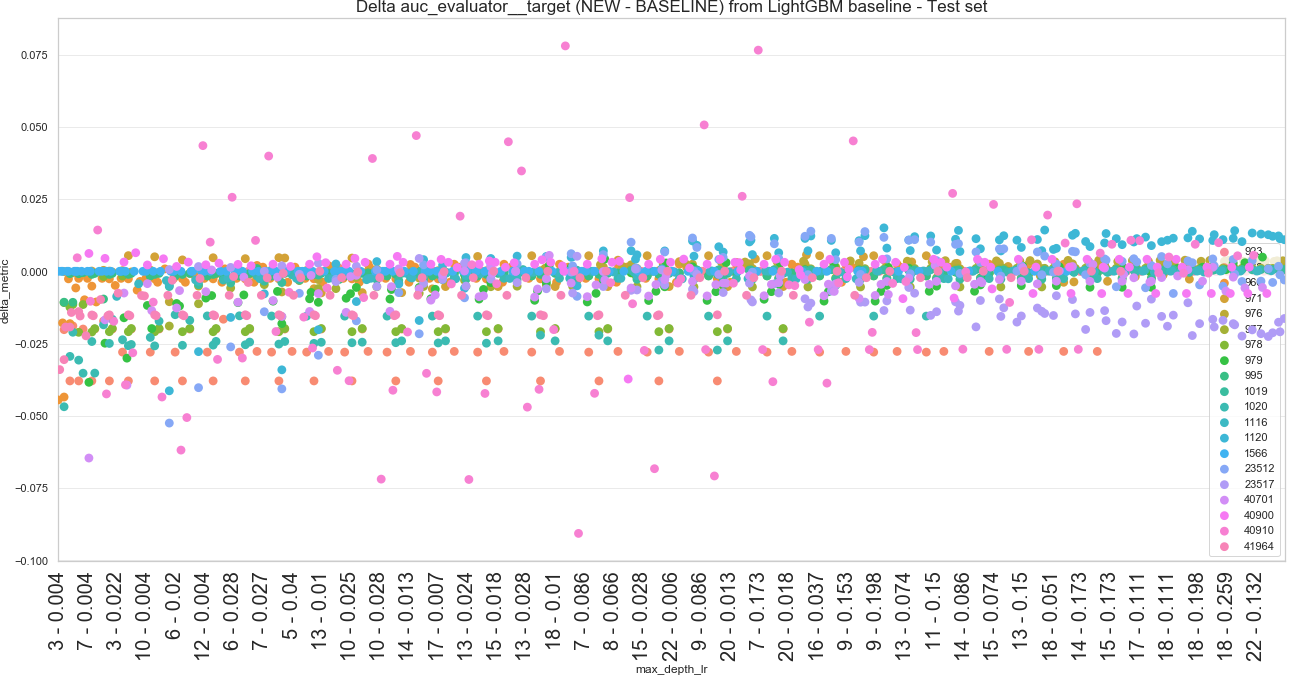 Delta auc_evaluator__target (NEW - BASELINE) from LightGBM baseline - Test set
delta_metric
0.075
0.050
0.025
0.000
−0.025
−0.050
−0.075
−0.100
923
971
976
977
978
979
995
1019
1020
1116
1120
1566
23512
23517
40701
40900
40910
41964
3 - 0.004
7 - 0.004
3 - 0.022
10 - 0.004
6 - 0.02
12 - 0.004
6 - 0.028
7 - 0.027
5 - 0.04
13 - 0.01
10 - 0.025
10 - 0.028
14 - 0.013
17 - 0.007
13 - 0.024
15 - 0.018
13 - 0.028
18 - 0.01
7 - 0.086
8 - 0.066
15 - 0.028
22 - 0.006
9 - 0.086
20 - 0.013
7 - 0.173
20 - 0.018
16 - 0.037
9 - 0.153
9 - 0.198
13 - 0.074
11 - 0.15
14 - 0.086
15 - 0.074
13 - 0.15
18 - 0.051
14 - 0.173
15 - 0.173
17 - 0.111
18 - 0.111
18 - 0.198
18 - 0.259
22 - 0.132
max_depth_lr